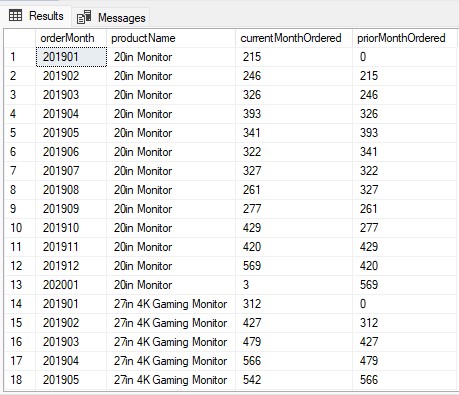 Results Messages
orderMonth productName currentMonthOrdered priorMonthOrdered
1 201901 20in Monitor 215 0
2 201902 20in Monitor 246 215
3 201903 20in Monitor 326 246
4 201904 20in Monitor 393 326
5 201905 20in Monitor 341 393
6 201906 20in Monitor 322 341
7 201907 20in Monitor 327 322
8 201908 20in Monitor 261 327
9 201909 20in Monitor 277 261
10 201910 20in Monitor 429 277
11 201911 20in Monitor 420 429
12 201912 20in Monitor 569 420
13 202001 20in Monitor 3 569
14 201901 27in 4K Gaming Monitor 312 0
15 201902 27in 4K Gaming Monitor 427 312
16 201903 27in 4K Gaming Monitor 479 427
17 201904 27in 4K Gaming Monitor 566 479
18 201905 27in 4K Gaming Monitor 542 566